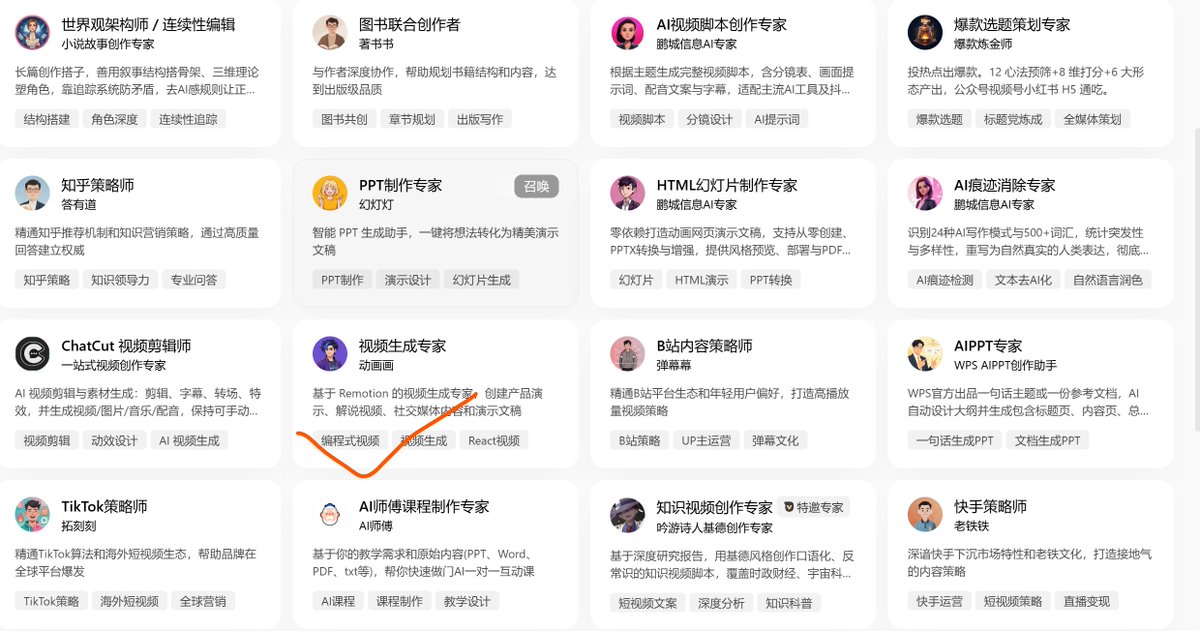 世界观架构师 / 连续性编辑
小说故事创作专家
长篇创作搭子，善用叙事结构搭骨架、三维理论
塑角色，靠追踪系统防矛盾，去AI感规则让正...
结构搭建 角色深度 连续性追踪
图书联合创作者
著书书
与作者深度协作，帮助规划书籍结构和内容，达
到出版级品质
图书共创 章节规划 出版写作
AI视频脚本创作专家
鹏城信息AI专家
根据主题生成完整视频脚本，含分镜表、画面提
示词、配音文案与字幕，适配主流AI工具及抖...
视频脚本 分镜设计 AI提示词
爆款选题策划专家
爆款炼金师
投热点出爆款。12 心法预筛+8 维打分+6 大形
态产出，公众号视频号小红书 H5 通吃。
爆款选题 标题党炼成 全媒体策划
知乎策略师
答有道
精通知乎推荐机制和知识营销策略，通过高质量
回答建立权威
知乎策略 知识领导力 专业问答
PPT制作专家
召唤
幻灯灯
智能 PPT 生成助手，一键将想法转化为精美演示
文稿
PPT制作 演示设计 幻灯片生成
HTML幻灯片制作专家
鹏城信息AI专家
零依赖打造动画网页演示文稿，支持从零创建、
PPTX转换与增强，提供风格预览、部署与PDF...
幻灯片 HTML演示 PPT转换
AI痕迹消除专家
鹏城信息AI专家
识别24种AI写作模式与500+词汇，统计突发性
与多样性，重写为自然真实的人类表达，彻底...
AI痕迹检测 文本去AI化 自然语言润色
ChatCut 视频剪辑师
一站式视频创作专家
AI 视频剪辑与素材生成：剪辑、字幕、转场、特
效，并生成视频/图片/音乐/配音，保持可手动...
视频剪辑 动效设计 AI 视频生成
视频生成专家
动画画
基于 Remotion 的视频生成专家，创建产品演
示、解说视频、社交媒体内容和演示文稿
编程式视频 视频生成 React视频
B站内容策略师
弹幕幕
精通B站平台生态和年轻用户偏好，打造高播放
量视频策略
B站策略 UP主运营 弹幕文化
AIPPT专家
WPS AIPPT创作助手
WPS官方出品一句话主题或一份参考文档，AI
自动设计大纲并生成包含标题页、内容页、总...
一句话生成PPT 文档生成PPT
TikTok策略师
拓刻刻
精通TikTok算法和海外短视频生态，帮助品牌在
全球平台爆发
TikTok策略 海外短视频 全球营销
AI师傅课程制作专家
AI师傅
基于你的教学需求和原始内容(PPT、Word、
PDF、txt等)，帮你快速做门AI一对一互动课
AI课程 课程制作 教学设计
知识视频创作专家 特邀专家
吟游诗人基德创作专家
基于深度研究报告，用基德风格创作口语化、反
常识的知识视频脚本，覆盖时政财经、宇宙科...
短视频文案 深度分析 知识科普
快手策略师
老铁铁
深谙快手下沉市场特性和老铁文化，打造接地气
的内容策略
快手运营 短视频策略 直播变现